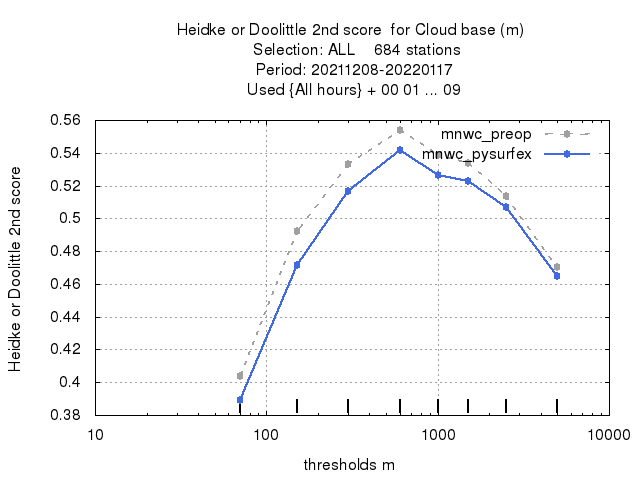 Heidke or Doolittle 2nd score  for Cloud base (m)
Selection: ALL    684 stations
Period: 20211208-20220117
Used {All hours} + 00 01 ... 09
mnwc_preop
mnwc_pysurfex
Heidke or Doolittle 2nd score
0.56
0.54
0.52
0.5
0.48
0.46
0.44
0.42
0.4
0.38
10
100
1000
10000
thresholds m